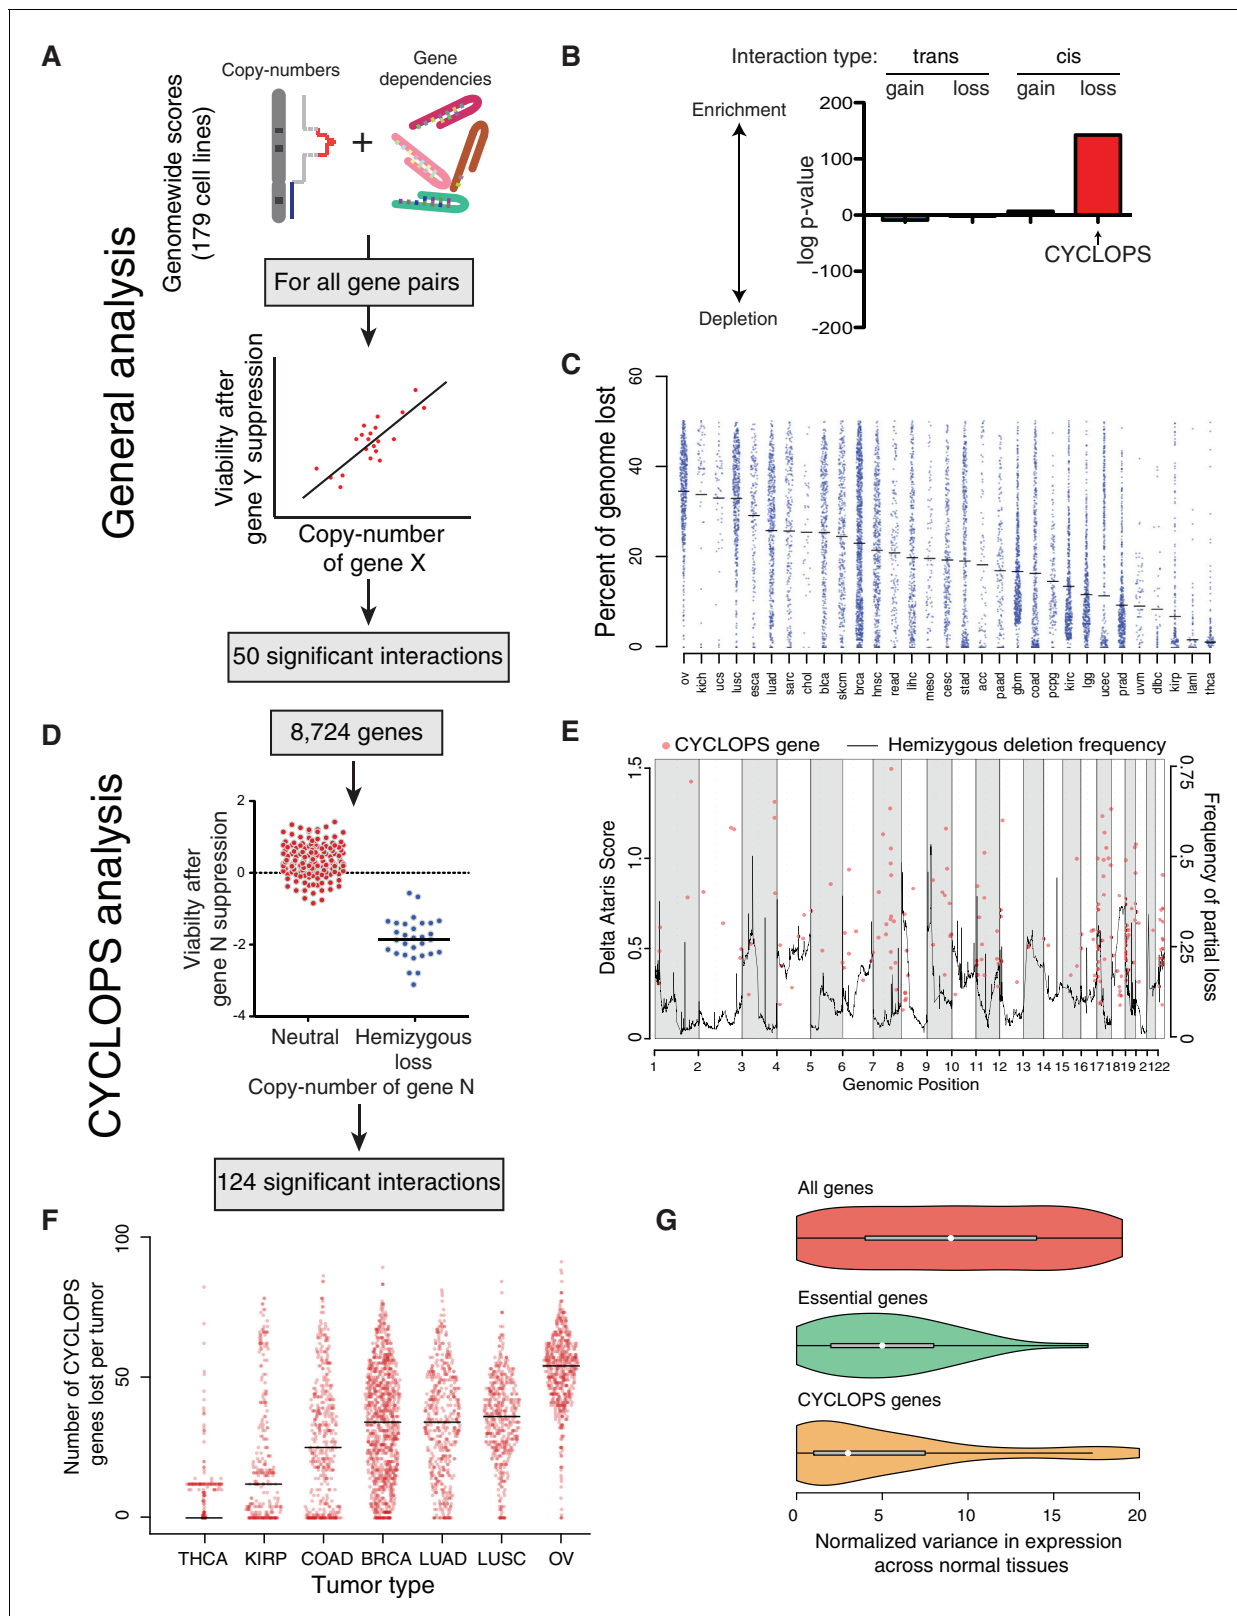 A
Copy-numbers
Gene
dependencies
+
Genomewide scores
(179 cell lines)
General analysis
For all gene pairs
Viability after
gene Y suppression
Copy-number
of gene X
50 significant interactions
B
Interaction type:
trans
cis
gain
loss
gain
loss
Enrichment
Depletion
log p-value
200
100
0
-100
-200
CYCLOPS
C
Percent of genome lost
60
40
20
0
ov
kich
ucs
lusc
esca
luad
sarc
chol
blca
skcm
brca
hnsc
read
lihc
meso
cesc
stad
acc
paad
gbm
coad
pcpg
kirc
lgg
ucec
prad
uvm
dlbc
kirp
laml
thca
D
CYCLOPS analysis
8,724 genes
Viabilty after
gene N suppression
2
0
-2
-4
Neutral
Hemizygous
loss
Copy-number of gene N
124 significant interactions
E
CYCLOPS gene
Hemizygous deletion frequency
Delta Ataris Score
1.5
1.0
0.5
0
Frequency of partial loss
0.75
0.5
0.25
0
1 2 3 4 5 6 7 8 9 10 11 12 13 14 15 16 17 18 19 21 22
Genomic Position
F
Number of CYCLOPS
genes lost per tumor
100
50
0
THCA KIRP COAD BRCA LUAD LUSC OV
Tumor type
G
All genes
Essential genes
CYCLOPS genes
0 5 10 15 20
Normalized variance in expression
across normal tissues